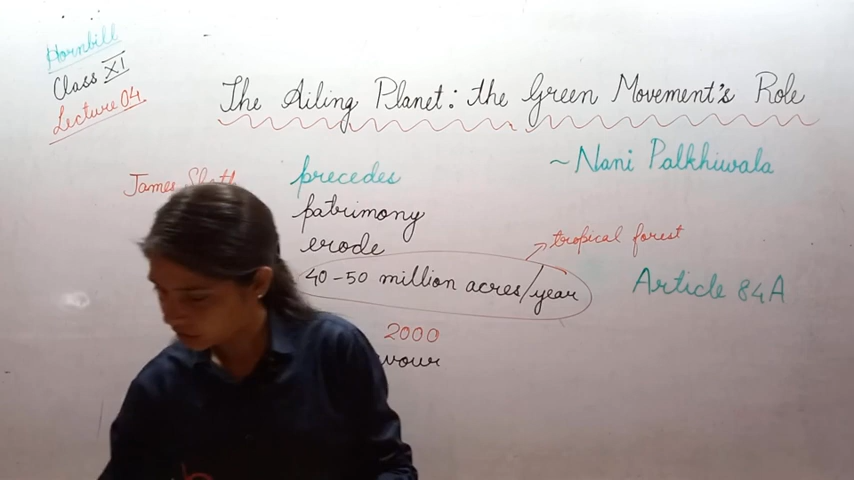 Hornbill
Class XI
Lecture 04
The Ailing Planet: the Green Movement's Role
~ Nani Palkhiwala
James
precedes
patrimony
erode
tropical forest
40-50 million acres/year
Article 84A
2000